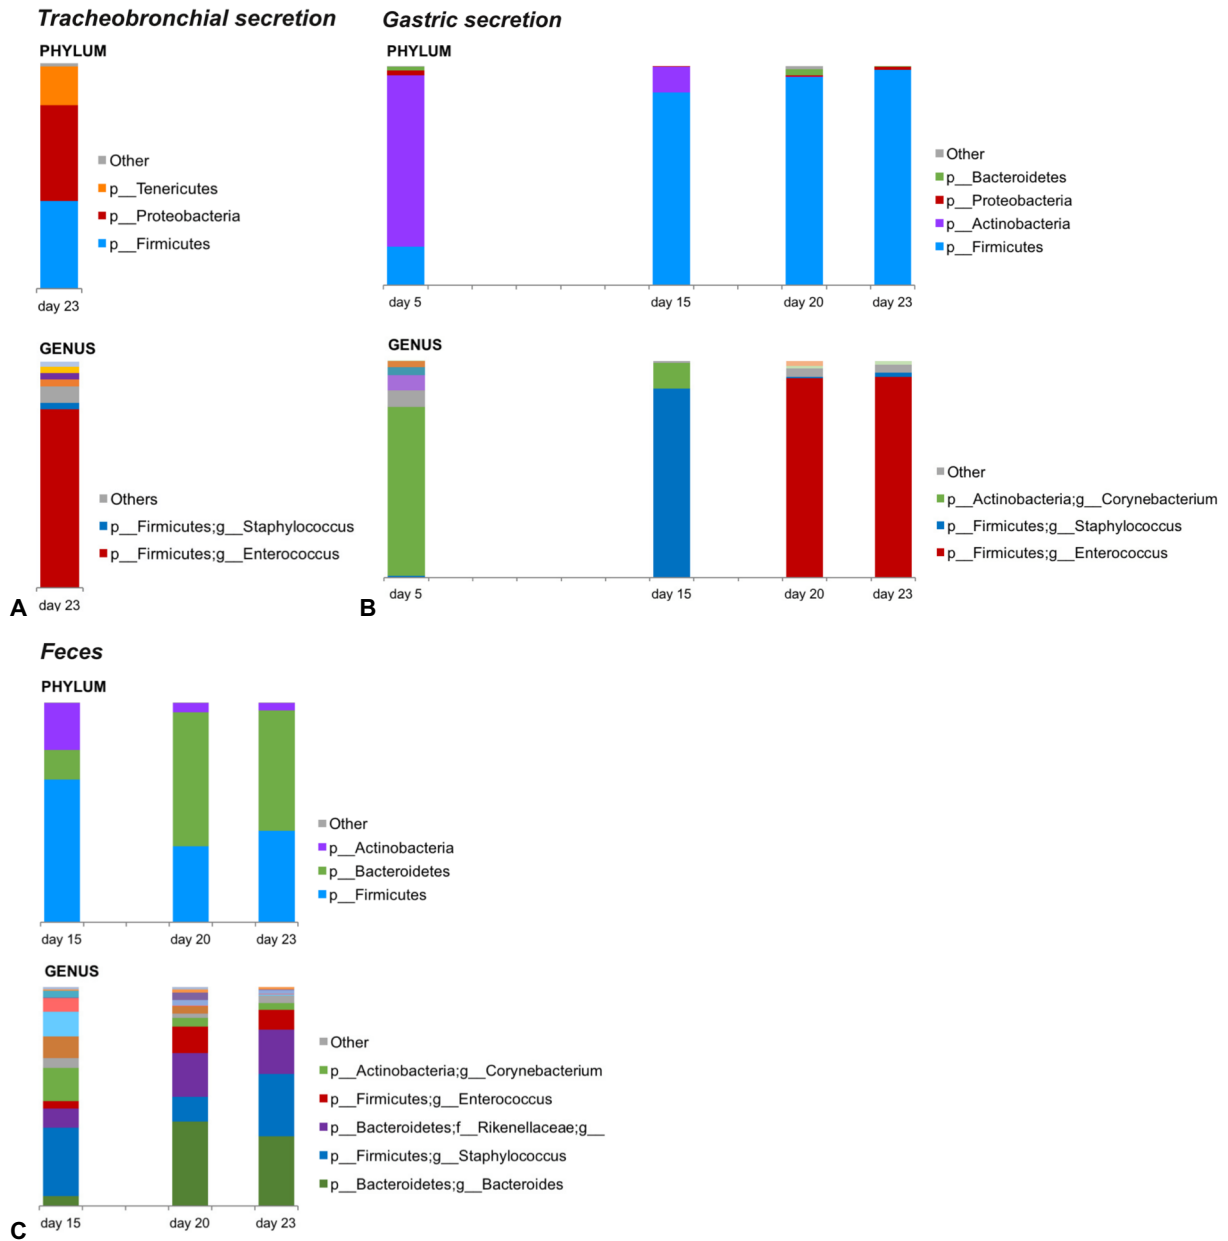 Tracheobronchial secretion
PHYLUM
Other
p__Tenericutes
p__Proteobacteria
p__Firmicutes
day 23
GENUS
Others
p__Firmicutes;g__Staphylococcus
p__Firmicutes;g__Enterococcus
day 23
A
Gastric secretion
PHYLUM
Other
p__Bacteroidetes
p__Proteobacteria
p__Actinobacteria
p__Firmicutes
day 5 day 15 day 20 day 23
GENUS
Other
p__Actinobacteria;g__Corynebacterium
p__Firmicutes;g__Staphylococcus
p__Firmicutes;g__Enterococcus
day 5 day 15 day 20 day 23
B
Feces
PHYLUM
Other
p__Actinobacteria
p__Bacteroidetes
p__Firmicutes
day 15 day 20 day 23
GENUS
Other
p__Actinobacteria;g__Corynebacterium
p__Firmicutes;g__Enterococcus
p__Bacteroidetes;f__Rikenellaceae;g__
p__Firmicutes;g__Staphylococcus
p__Bacteroidetes;g__Bacteroides
day 15 day 20 day 23
C